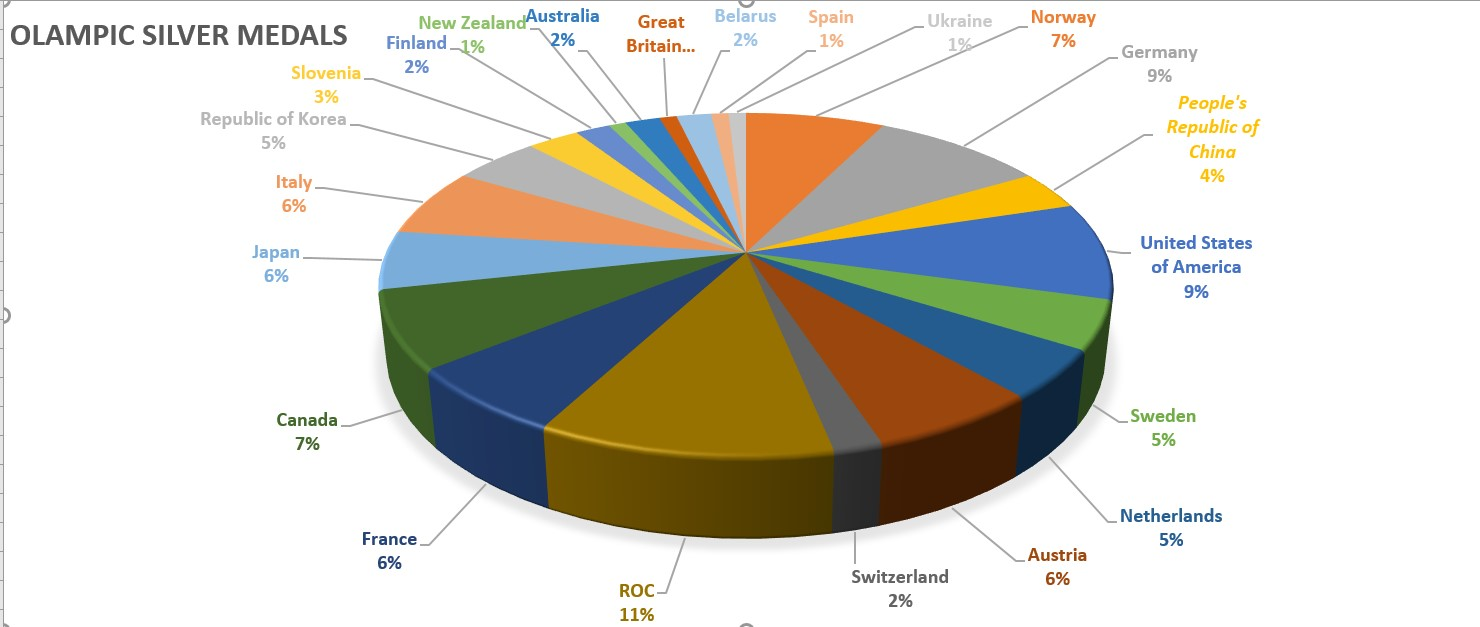 OLAMPIC SILVER MEDALS
Norway
7%
Germany
9%
People's
Republic of
China
4%
United States
of America
9%
Sweden
5%
Netherlands
5%
Austria
6%
Switzerland
2%
ROC
11%
France
6%
Canada
7%
Japan
6%
Italy
6%
Republic of Korea
5%
Slovenia
3%
Finland
2%
New Zealand
1%
Australia
2%
Great
Britain...
Belarus
2%
Spain
1%
Ukraine
1%